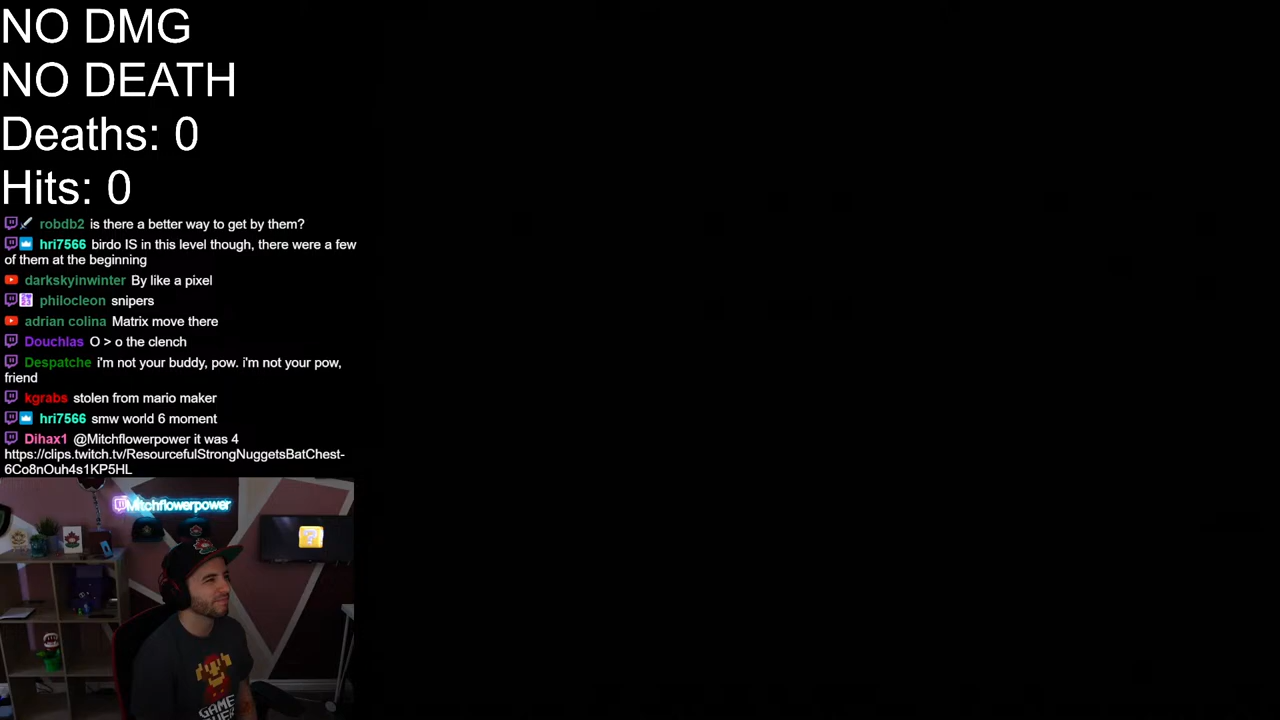 NO DMG
NO DEATH
Deaths: 0
Hits: 0
robdb2 is there a better way to get by them?
hri7566 birdo IS in this level though, there were a few
of them at the beginning
darkskyinwinter By like a pixel
philocleon snipers
adrian colina Matrix move there
Douchlas O > o the clench
Despatche i'm not your buddy, pow. i'm not your pow,
friend
kgrabs stolen from mario maker
hri7566 smw world 6 moment
Dihax1 @Mitchflowerpower it was 4
https://clips.twitch.tv/ResourcefulStrongNuggetsBatChest-
6Co8nOuh4s1KP5HL
Mitchflowerpower
?
GAME